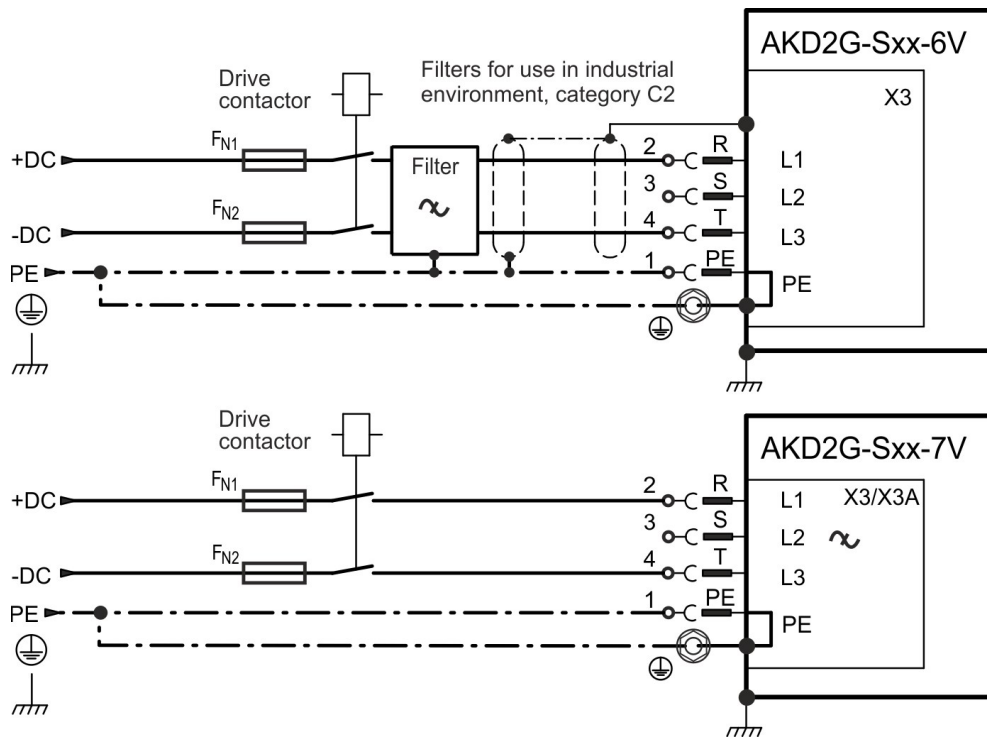 AKD2G-Sxx-6V
Drive
contactor
Filters for use in industrial
environment, category C2
X3
FN1
+DC
Filter
2
R
L1
3
S
L2
FN2
-DC
4
T
L3
PE
1
PE
PE
Drive
contactor
AKD2G-Sxx-7V
FN1
+DC
2
R
L1
X3/X3A
3
S
L2
FN2
-DC
4
T
L3
PE
1
PE
PE